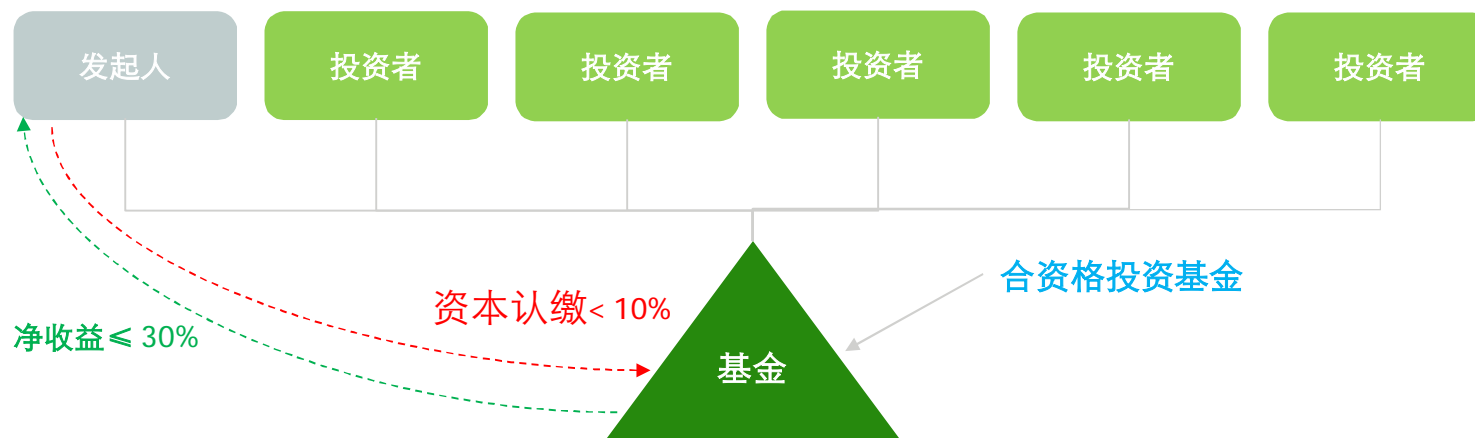 发起人
投资者
投资者
投资者
投资者
投资者
合资格投资基金
资本认缴< 10%
净收益≤ 30%
基金